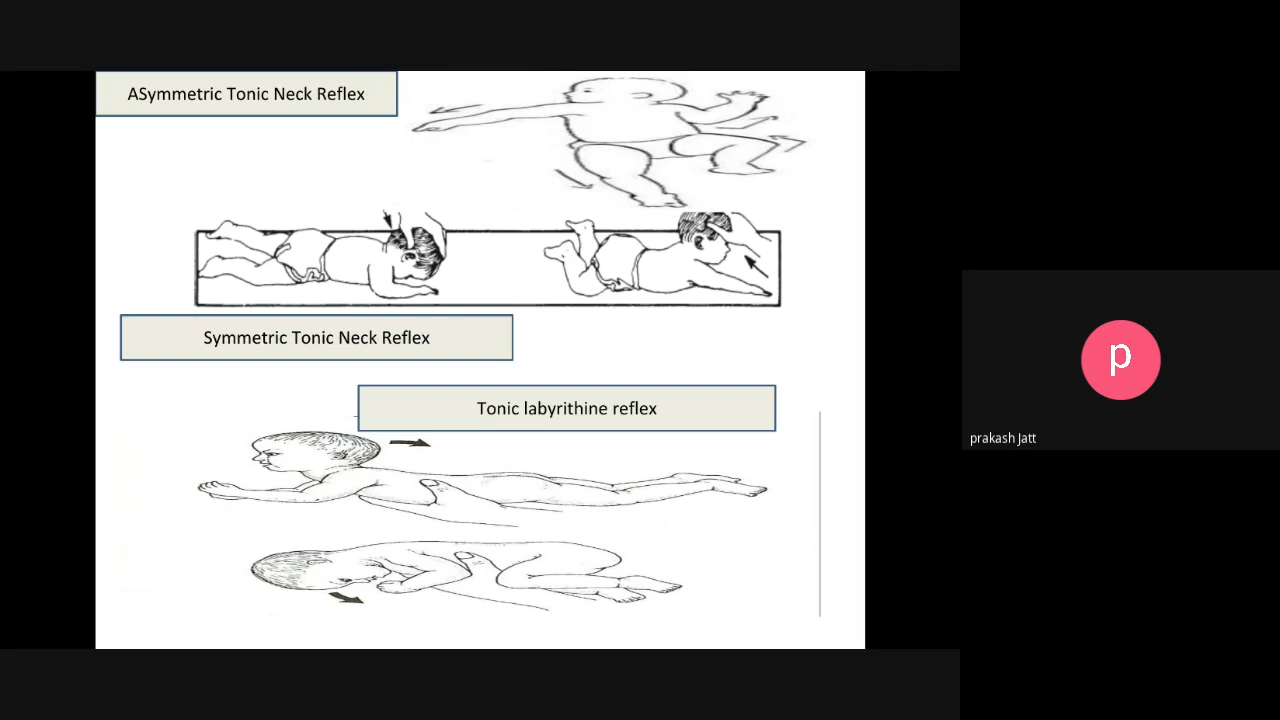 ASymmetric Tonic Neck Reflex
Symmetric Tonic Neck Reflex
Tonic labyrithine reflex
p
prakash Jatt